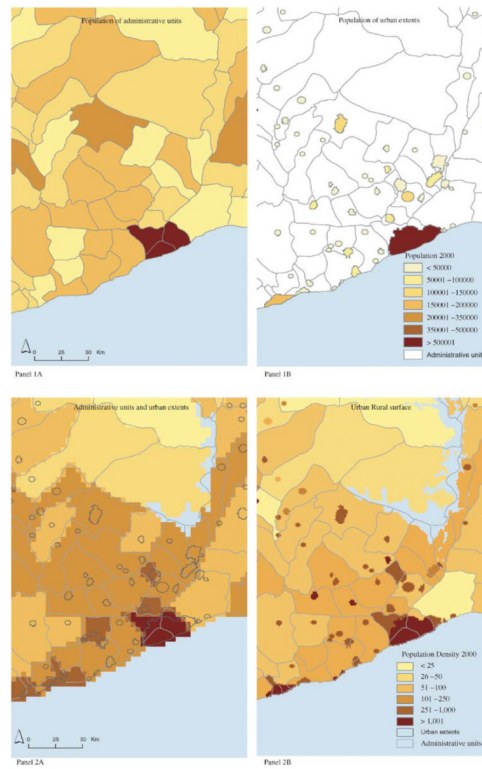 Population of administrative units
Population of urban extents
Population 2000
< 50000
50001 –100000
100001 –150000
150001 –200000
200001 –350000
350001 –500000
> 500001
Administrative unit
0 25 50 Km
Panel 1A
Panel 1B
Administrative units and urban extents
Urban Rural surface
Population Density 2000
< 25
26 –50
51 –100
101 –250
251 –1,000
> 1,001
Urban extents
Administrative units
0 25 50 Km
Panel 2A
Panel 2B